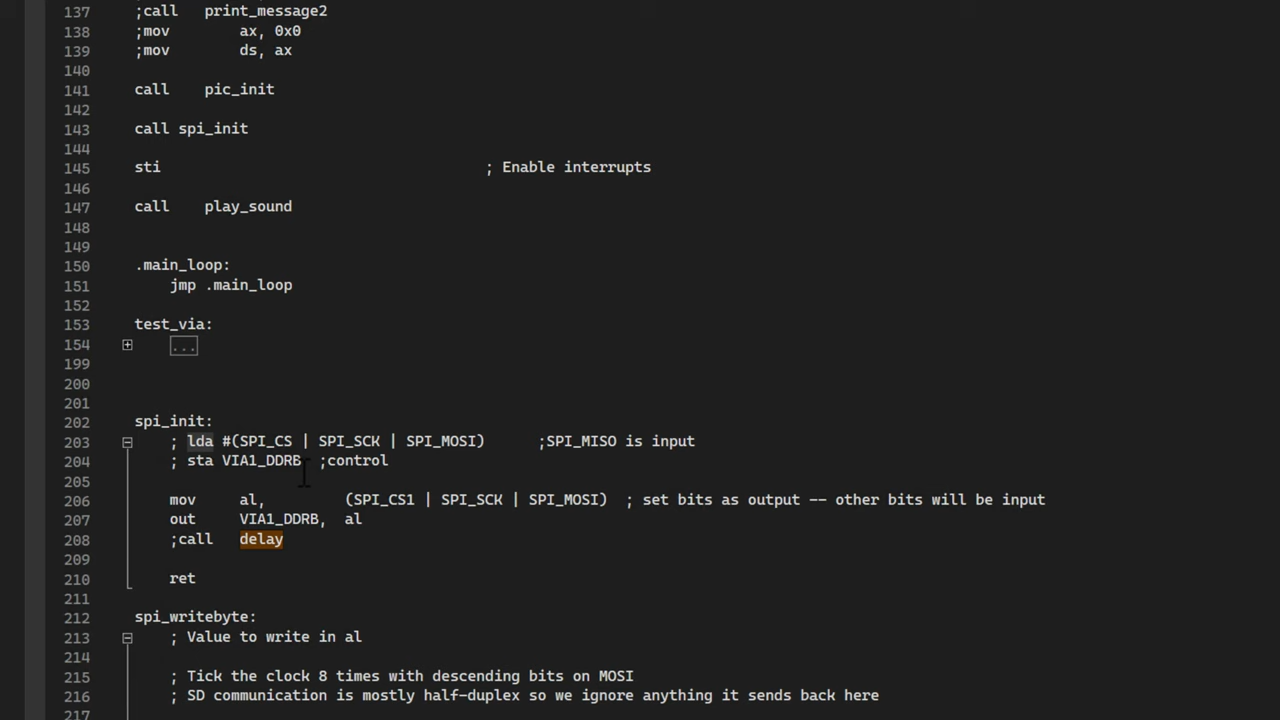 137 ;call print_message2
138 ;mov ax, 0x0
139 ;mov ds, ax
140
141 call pic_init
142
143 call spi_init
144
145 sti ; Enable interrupts
146
147 call play_sound
148
149
150 .main_loop:
151 jmp .main_loop
152
153 test_via:
154 ...
199
200
201
202 spi_init:
203 ; lda #(SPI_CS | SPI_SCK | SPI_MOSI) ;SPI_MISO is input
204 ; sta VIA1_DDRB ;control
205
206 mov al, (SPI_CS1 | SPI_SCK | SPI_MOSI) ; set bits as output -- other bits will be input
207 out VIA1_DDRB, al
208 ;call delay
209
210 ret
211
212 spi_writebyte:
213 ; Value to write in al
214
215 ; Tick the clock 8 times with descending bits on MOSI
216 ; SD communication is mostly half-duplex so we ignore anything it sends back here
217